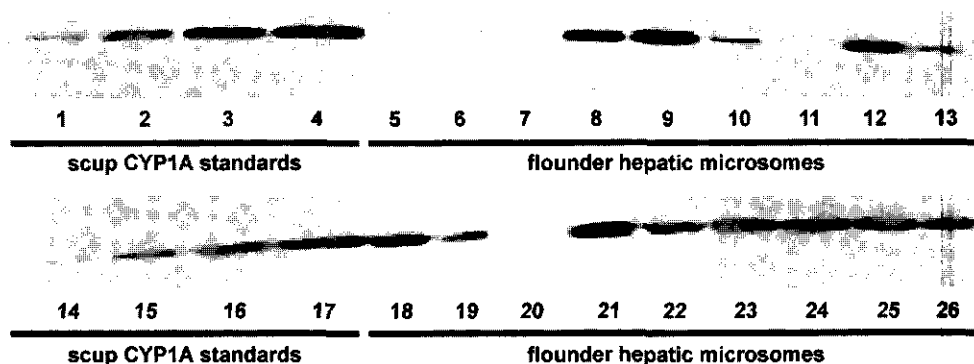 1 2 3 4 5 6 7 8 9 10 11 12 13
scup CYP1A standards flounder hepatic microsomes
14 15 16 17 18 19 20 21 22 23 24 25 26
scup CYP1A standards flounder hepatic microsomes